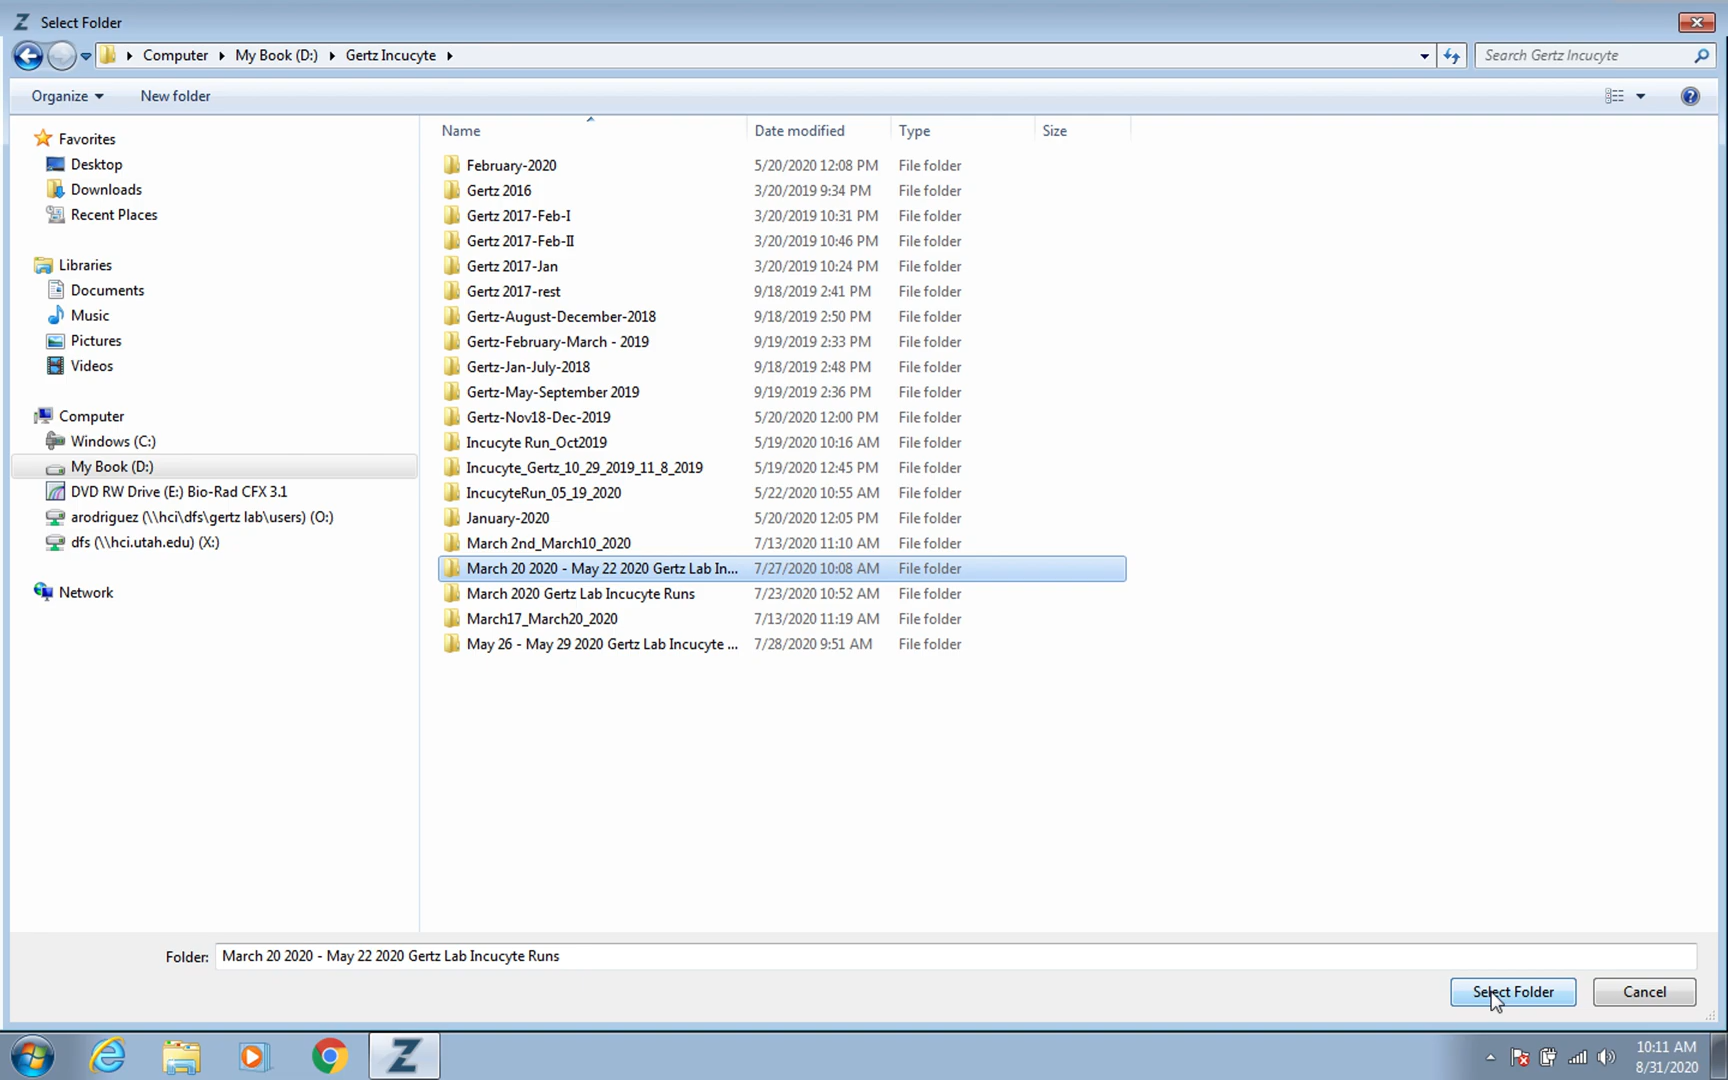 Select Folder
Computer My Book (D:) Gertz Incucyte Search Gertz Incucyte
Organize New folder
Favorites
Desktop
Downloads
Recent Places
Libraries
Documents
Music
Pictures
Videos
Computer
Windows (C:)
My Book (D:)
DVD RW Drive (E:) Bio-Rad CFX 3.1
arodriguez (\\hci\dfs\gertz lab\users) (O:)
dfs (\\hci.utah.edu) (X:)
Network
Name Date modified Type Size
February-2020 5/20/2020 12:08 PM File folder
Gertz 2016 3/20/2019 9:34 PM File folder
Gertz 2017-Feb-I 3/20/2019 10:31 PM File folder
Gertz 2017-Feb-II 3/20/2019 10:46 PM File folder
Gertz 2017-Jan 3/20/2019 10:24 PM File folder
Gertz 2017-rest 9/18/2019 2:41 PM File folder
Gertz-August-December-2018 9/18/2019 2:50 PM File folder
Gertz-February-March - 2019 9/19/2019 2:33 PM File folder
Gertz-Jan-July-2018 9/18/2019 2:48 PM File folder
Gertz-May-September 2019 9/19/2019 2:36 PM File folder
Gertz-Nov18-Dec-2019 5/20/2020 12:00 PM File folder
Incucyte Run_Oct2019 5/19/2020 10:16 AM File folder
Incucyte_Gertz_10_29_2019_11_8_2019 5/19/2020 12:45 PM File folder
IncucyteRun_05_19_2020 5/22/2020 10:55 AM File folder
January-2020 5/20/2020 12:05 PM File folder
March 2nd_March10_2020 7/13/2020 11:10 AM File folder
March 20 2020 - May 22 2020 Gertz Lab In... 7/27/2020 10:08 AM File folder
March 2020 Gertz Lab Incucyte Runs 7/23/2020 10:52 AM File folder
March17_March20_2020 7/13/2020 11:19 AM File folder
May 26 - May 29 2020 Gertz Lab Incucyte ... 7/28/2020 9:51 AM File folder
Folder: March 20 2020 - May 22 2020 Gertz Lab Incucyte Runs
Select Folder Cancel
10:11 AM
8/31/2020